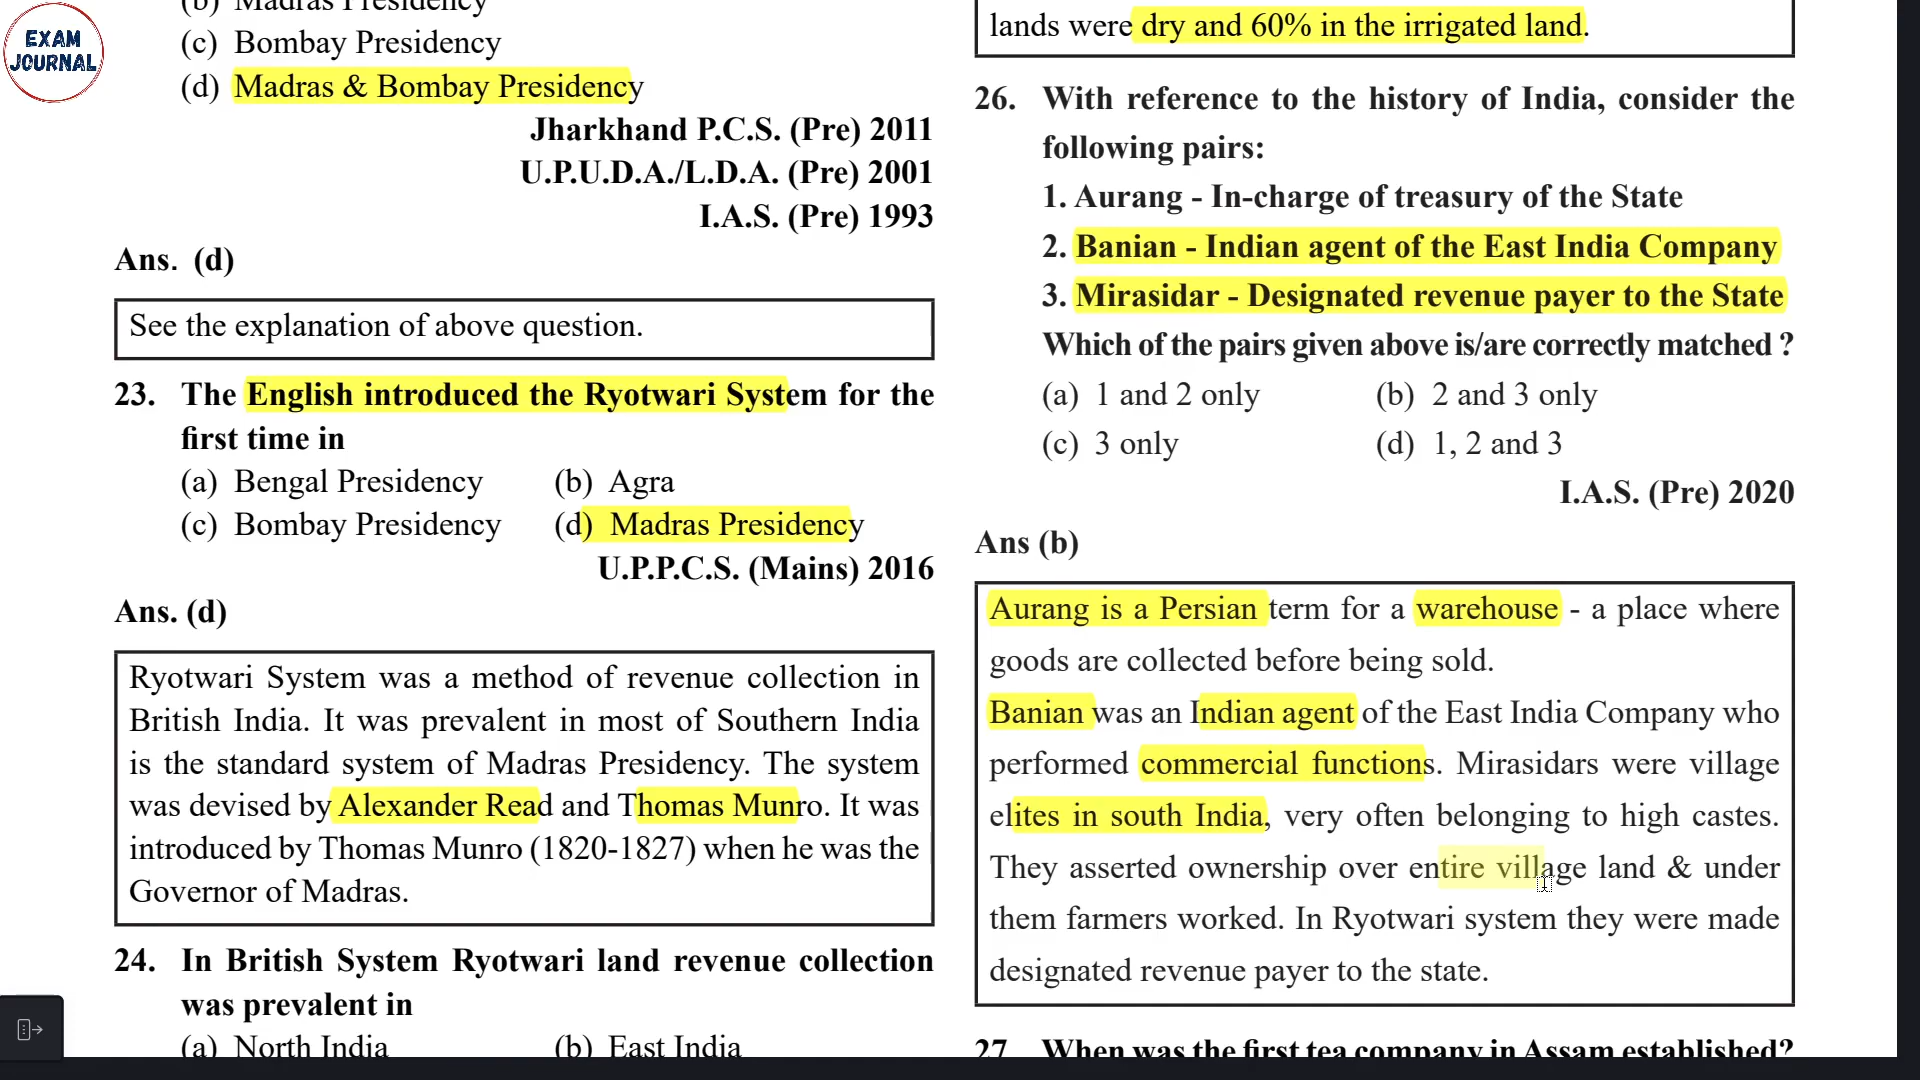 EXAM
JOURNAL
(b) Madras Presidency
(c) Bombay Presidency
(d) Madras & Bombay Presidency
Jharkhand P.C.S. (Pre) 2011
U.P.U.D.A./L.D.A. (Pre) 2001
I.A.S. (Pre) 1993
Ans. (d)
See the explanation of above question.
23. The English introduced the Ryotwari System for the
first time in
(a) Bengal Presidency (b) Agra
(c) Bombay Presidency (d) Madras Presidency
U.P.P.C.S. (Mains) 2016
Ans. (d)
Ryotwari System was a method of revenue collection in
British India. It was prevalent in most of Southern India
is the standard system of Madras Presidency. The system
was devised by Alexander Read and Thomas Munro. It was
introduced by Thomas Munro (1820-1827) when he was the
Governor of Madras.
24. In British System Ryotwari land revenue collection
was prevalent in
(a) North India (b) East India
lands were dry and 60% in the irrigated land.
26. With reference to the history of India, consider the
following pairs:
1. Aurang - In-charge of treasury of the State
2. Banian - Indian agent of the East India Company
3. Mirasidar - Designated revenue payer to the State
Which of the pairs given above is/are correctly matched ?
(a) 1 and 2 only (b) 2 and 3 only
(c) 3 only (d) 1, 2 and 3
I.A.S. (Pre) 2020
Ans (b)
Aurang is a Persian term for a warehouse - a place where
goods are collected before being sold.
Banian was an Indian agent of the East India Company who
performed commercial functions. Mirasidars were village
elites in south India, very often belonging to high castes.
They asserted ownership over entire village land & under
them farmers worked. In Ryotwari system they were made
designated revenue payer to the state.
27. When was the first tea company in Assam established?